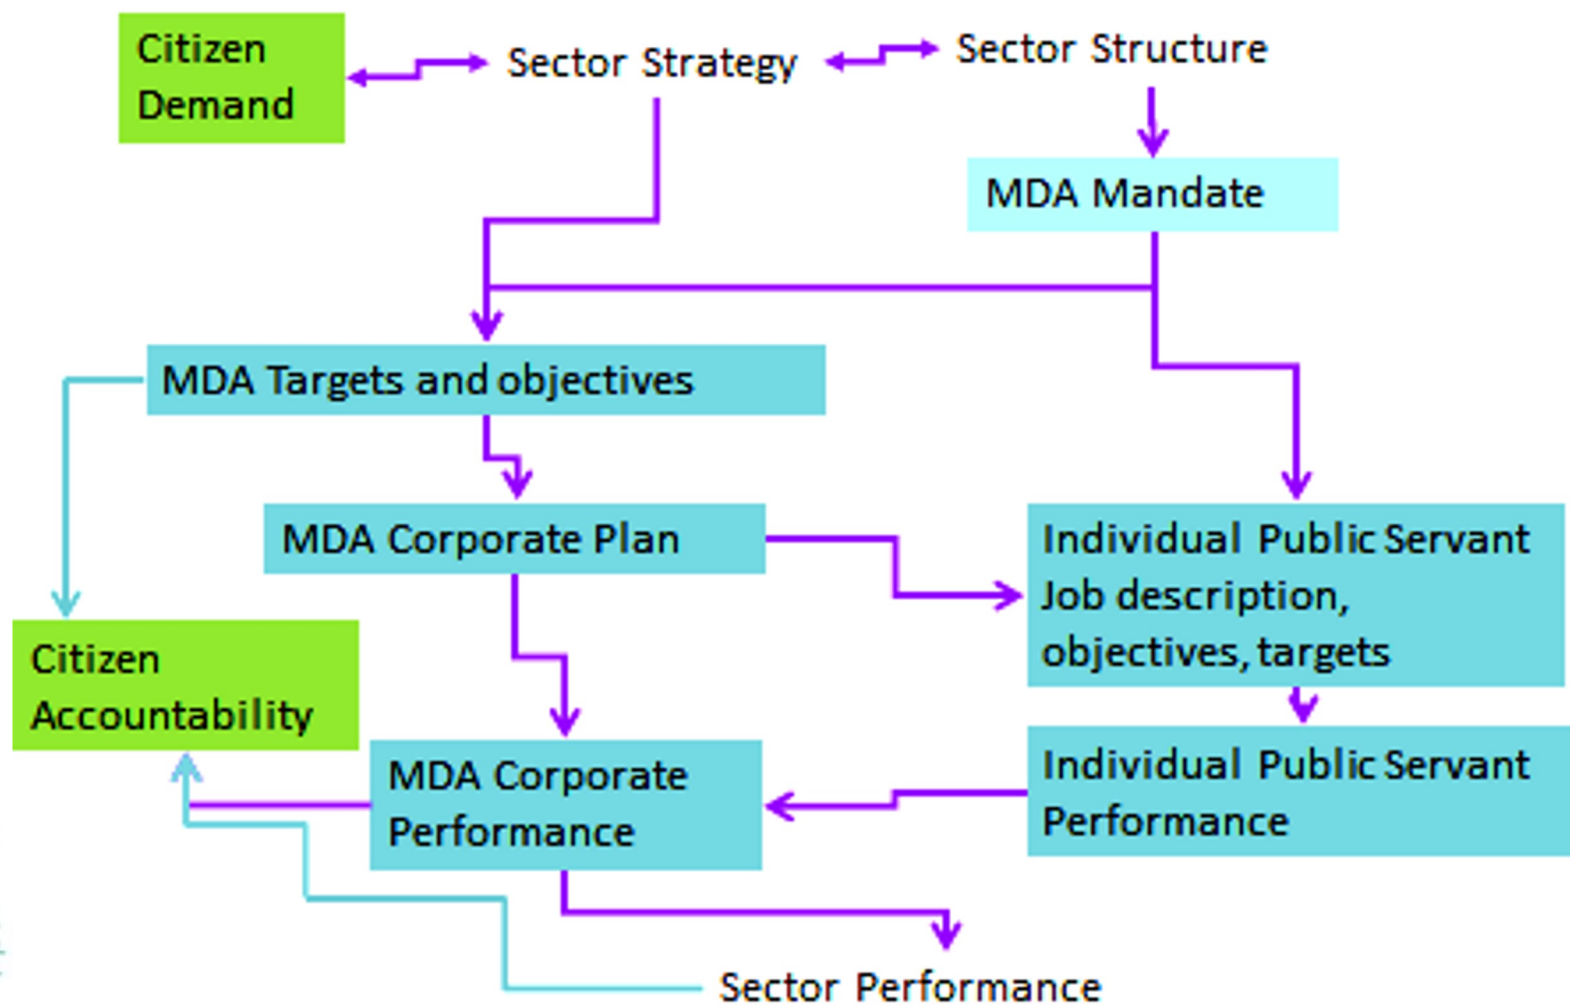 Citizen
Demand
Sector Strategy
Sector Structure
MDA Mandate
MDA Targets and objectives
MDA Corporate Plan
Individual Public Servant
Job description,
objectives, targets
Citizen
Accountability
MDA Corporate
Performance
Individual Public Servant
Performance
Sector Performance